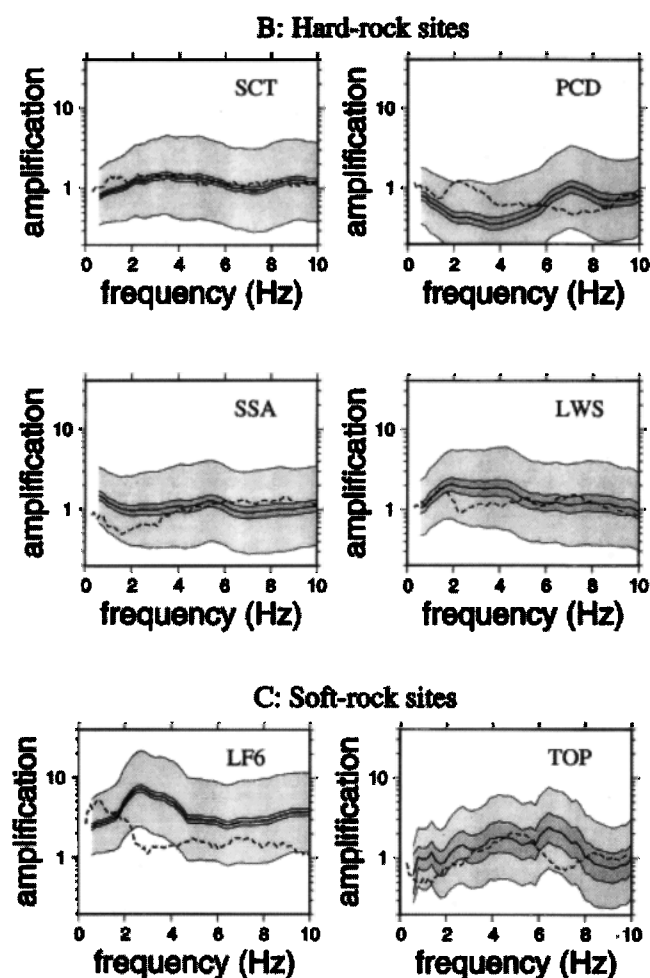 B: Hard-rock sites
SCT
amplification
10
1
0 2 4 6 8 10
frequency (Hz)
PCD
amplification
10
1
0 2 4 6 8 10
frequency (Hz)
SSA
amplification
10
1
0 2 4 6 8 10
frequency (Hz)
LWS
amplification
10
1
0 2 4 6 8 10
frequency (Hz)
C: Soft-rock sites
LF6
amplification
10
1
0 2 4 6 8 10
frequency (Hz)
TOP
amplification
10
1
0 2 4 6 8 10
frequency (Hz)